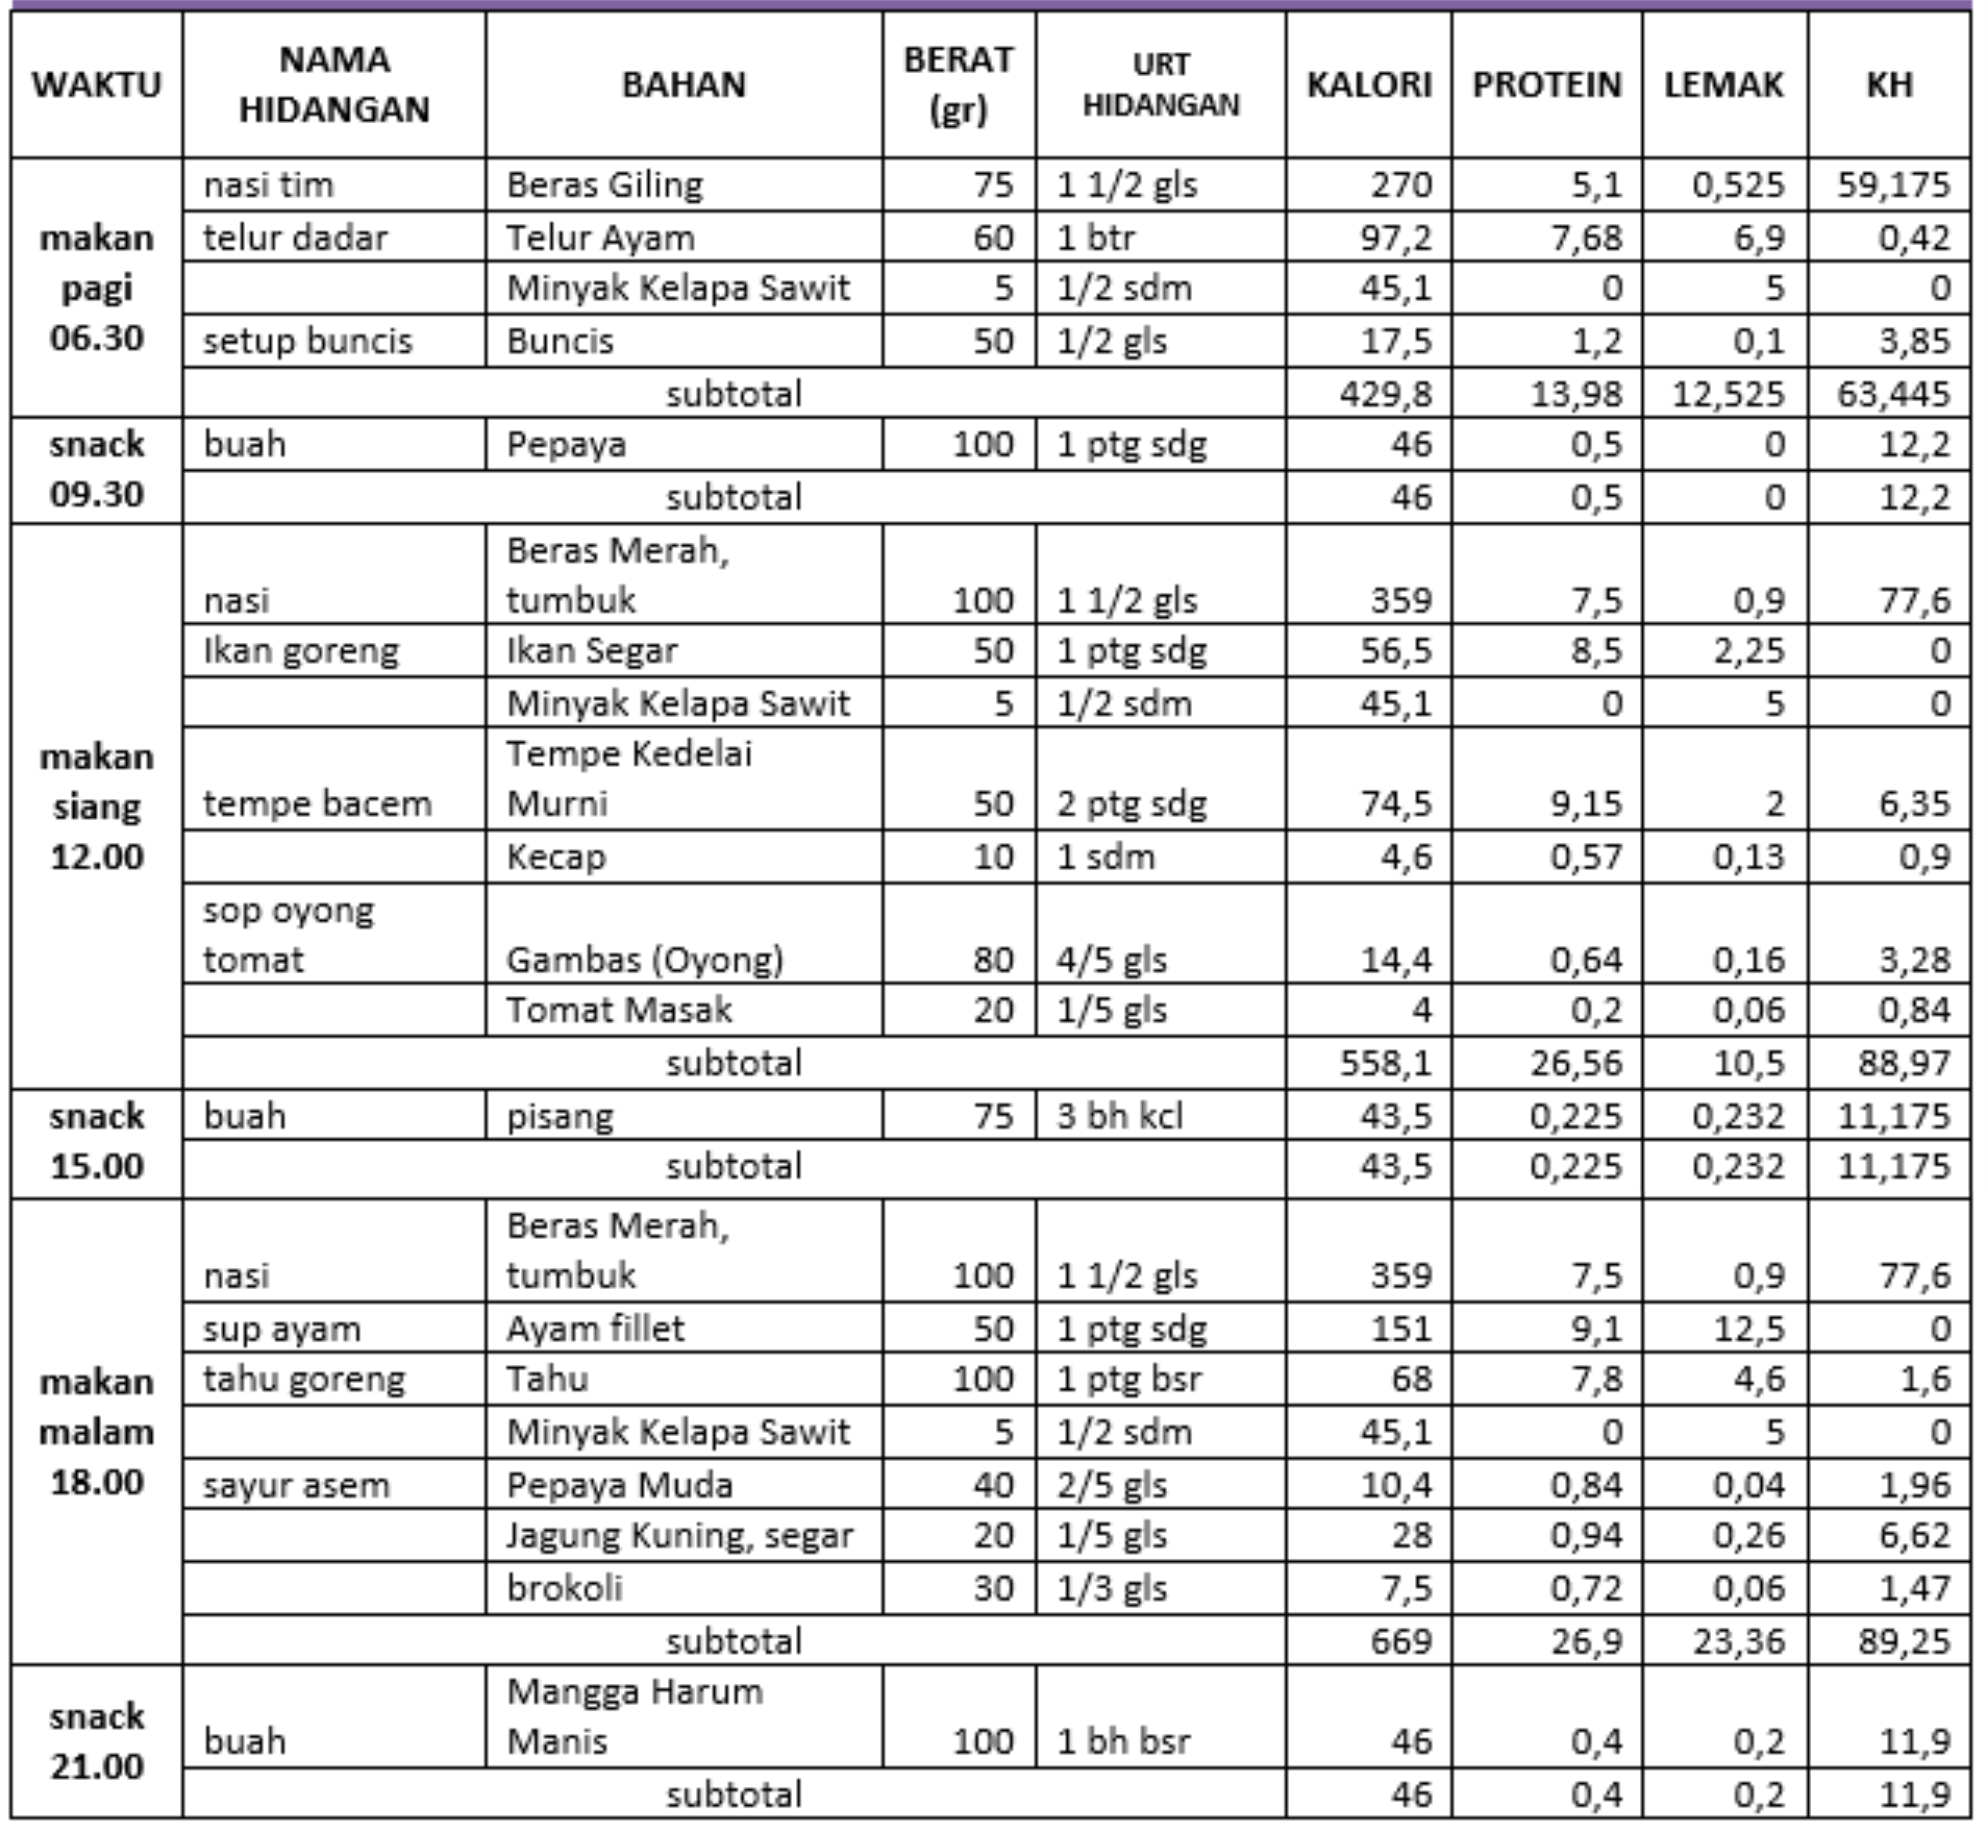 WAKTU NAMA HIDANGAN BAHAN BERAT (gr) URT HIDANGAN KALORI PROTEIN LEMAK KH
makan pagi 06.30
nasi tim Beras Giling 75 1 1/2 gls 270 5,1 0,525 59,175
telur dadar Telur Ayam 60 1 btr 97,2 7,68 6,9 0,42
Minyak Kelapa Sawit 5 1/2 sdm 45,1 0 5 0
setup buncis Buncis 50 1/2 gls 17,5 1,2 0,1 3,85
subtotal 429,8 13,98 12,525 63,445
snack 09.30
buah Pepaya 100 1 ptg sdg 46 0,5 0 12,2
subtotal 46 0,5 0 12,2
makan siang 12.00
nasi Beras Merah, tumbuk 100 1 1/2 gls 359 7,5 0,9 77,6
Ikan goreng Ikan Segar 50 1 ptg sdg 56,5 8,5 2,25 0
Minyak Kelapa Sawit 5 1/2 sdm 45,1 0 5 0
tempe bacem Tempe Kedelai Murni 50 2 ptg sdg 74,5 9,15 2 6,35
Kecap 10 1 sdm 4,6 0,57 0,13 0,9
sop oyong tomat Gambas (Oyong) 80 4/5 gls 14,4 0,64 0,16 3,28
Tomat Masak 20 1/5 gls 4 0,2 0,06 0,84
subtotal 558,1 26,56 10,5 88,97
snack 15.00
buah pisang 75 3 bh kcl 43,5 0,225 0,232 11,175
subtotal 43,5 0,225 0,232 11,175
makan malam 18.00
nasi Beras Merah, tumbuk 100 1 1/2 gls 359 7,5 0,9 77,6
sup ayam Ayam fillet 50 1 ptg sdg 151 9,1 12,5 0
tahu goreng Tahu 100 1 ptg bsr 68 7,8 4,6 1,6
Minyak Kelapa Sawit 5 1/2 sdm 45,1 0 5 0
sayur asem Pepaya Muda 40 2/5 gls 10,4 0,84 0,04 1,96
Jagung Kuning, segar 20 1/5 gls 28 0,94 0,26 6,62
brokoli 30 1/3 gls 7,5 0,72 0,06 1,47
subtotal 669 26,9 23,36 89,25
snack 21.00
buah Mangga Harum Manis 100 1 bh bsr 46 0,4 0,2 11,9
subtotal 46 0,4 0,2 11,9